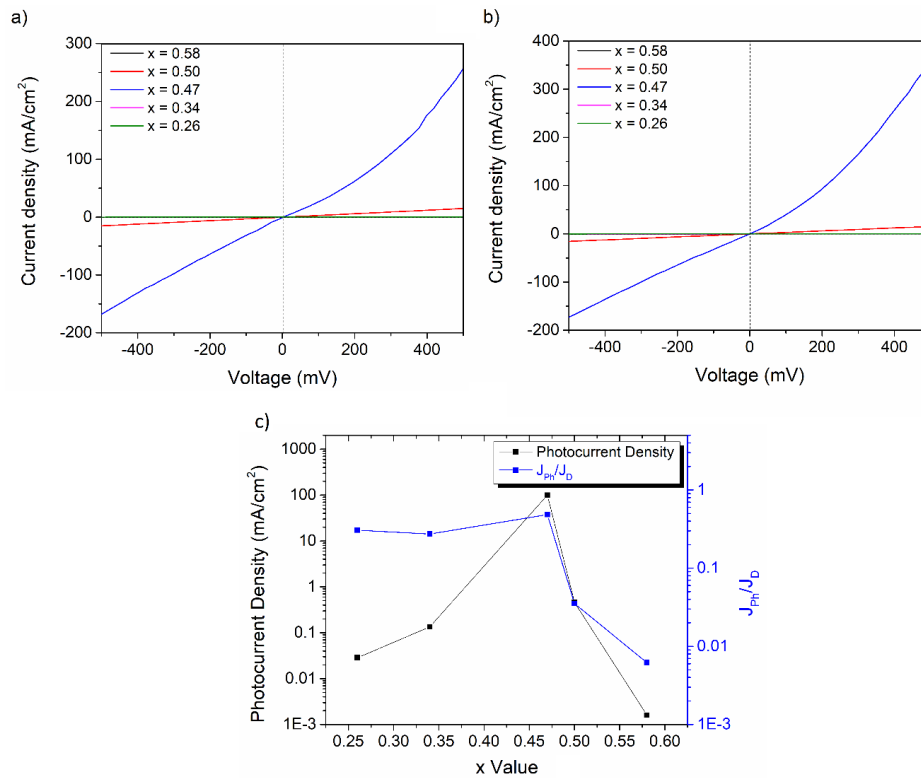 a)
300
200
100
0
-100
-200
-400
-200
0
200
400
Current density (mA/cm²)
Voltage (mV)
x = 0.58
x = 0.50
x = 0.47
x = 0.34
x = 0.26
b)
400
300
200
100
0
-100
-200
-400
-200
0
200
400
Current density (mA/cm²)
Voltage (mV)
x = 0.58
x = 0.50
x = 0.47
x = 0.34
x = 0.26
c)
1000
100
10
1
0.1
0.01
1E-3
Photocurrent Density (mA/cm²)
Photocurrent Density
J_Ph/J_D
1
0.1
0.01
1E-3
J_Ph/J_D
0.25 0.30 0.35 0.40 0.45 0.50 0.55 0.60
x Value